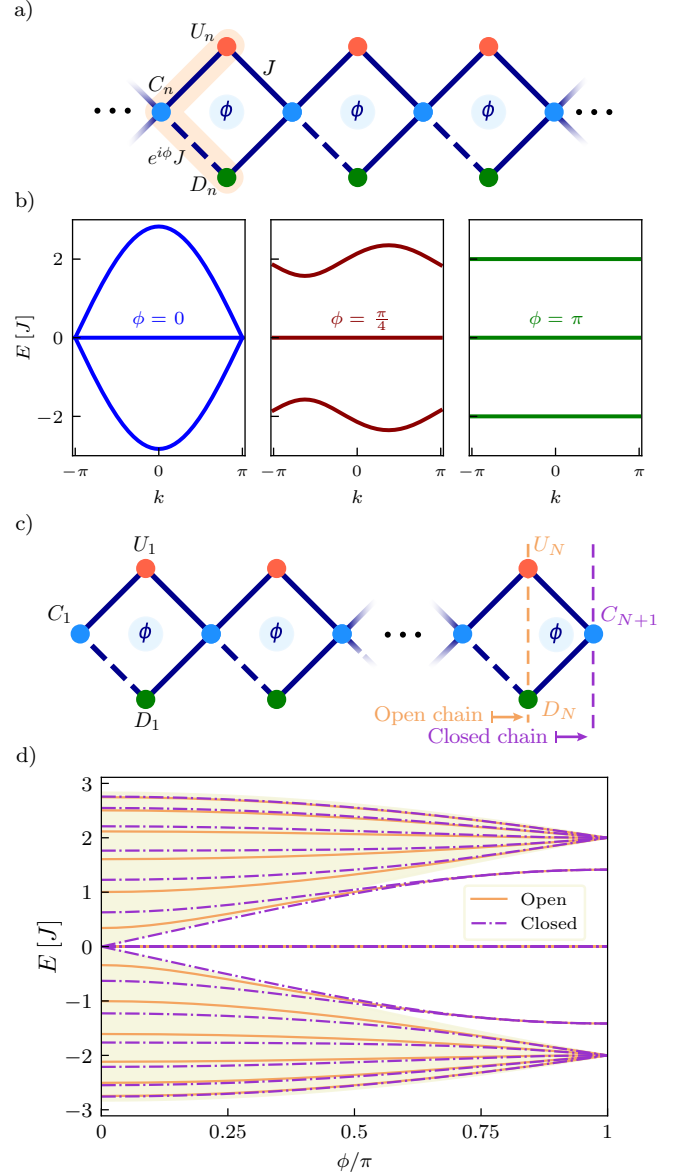 a)
U_n
J
C_n
ϕ
ϕ
ϕ
e^{iϕ}J
D_n
b)
2
0
−2
E [J]
ϕ = 0
ϕ = π/4
ϕ = π
−π 0 π
−π 0 π
−π 0 π
k
k
k
c)
U_1
U_N
C_1
ϕ
ϕ
ϕ
C_{N+1}
D_1
D_N
Open chain
Closed chain
d)
3
2
1
0
−1
−2
−3
E [J]
Open
Closed
0 0.25 0.5 0.75 1
ϕ/π